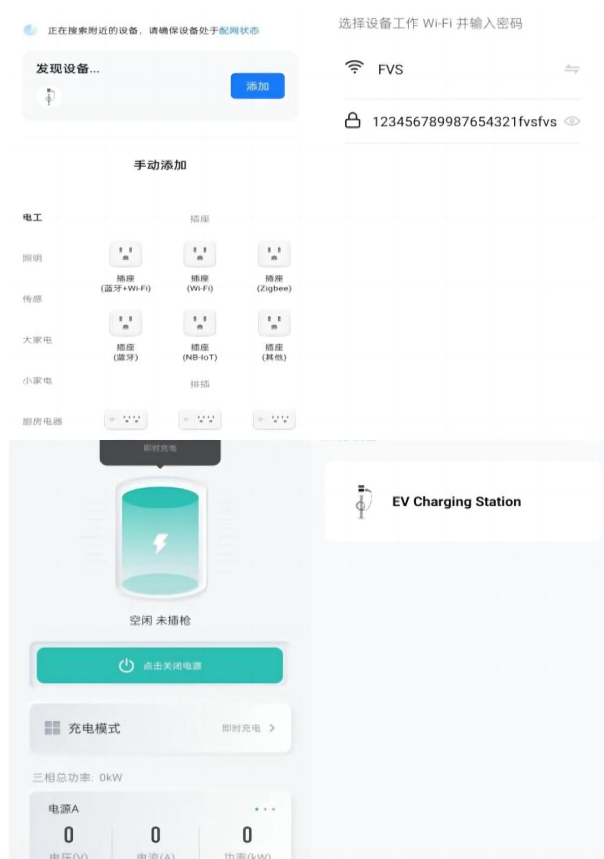 正在搜索附近的设备，请确保设备处于配网状态
发现设备...
添加
手动添加
电工
插座
照明
插座
(蓝牙+Wi-Fi)
插座
(Wi-Fi)
插座
(Zigbee)
传感
大家电
插座
(蓝牙)
插座
(NB-IoT)
插座
(其他)
小家电
排插
厨房电器
选择设备工作 Wi-Fi 并输入密码
FVS
123456789987654321fvsfvs
即时充电
空闲 未插枪
点击关闭电源
充电模式
即时充电
三相总功率: 0kW
电源A
0
0
0
电压(V)
电流(A)
功率(kW)
EV Charging Station